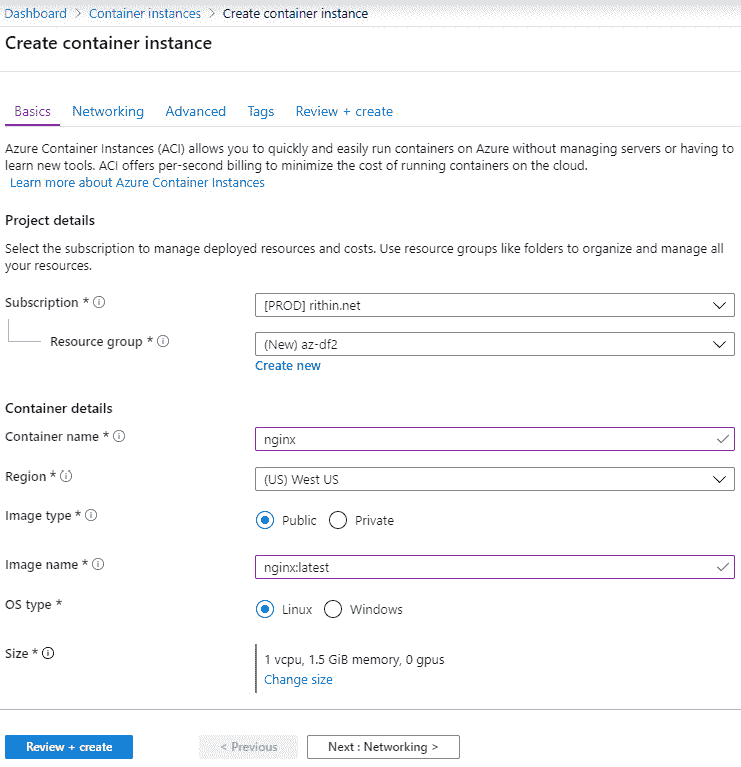 Dashboard > Container instances > Create container instance
Create container instance
Basics Networking Advanced Tags Review + create
Azure Container Instances (ACI) allows you to quickly and easily run containers on Azure without managing servers or having to
learn new tools. ACI offers per-second billing to minimize the cost of running containers on the cloud.
Learn more about Azure Container Instances
Project details
Select the subscription to manage deployed resources and costs. Use resource groups like folders to organize and manage all
your resources.
Subscription * [PROD] rithin.net
Resource group * (New) az-df2
Create new
Container details
Container name * nginx
Region * (US) West US
Image type * Public Private
Image name * nginx:latest
OS type * Linux Windows
Size * 1 vcpu, 1.5 GiB memory, 0 gpus
Change size
Review + create < Previous Next : Networking >